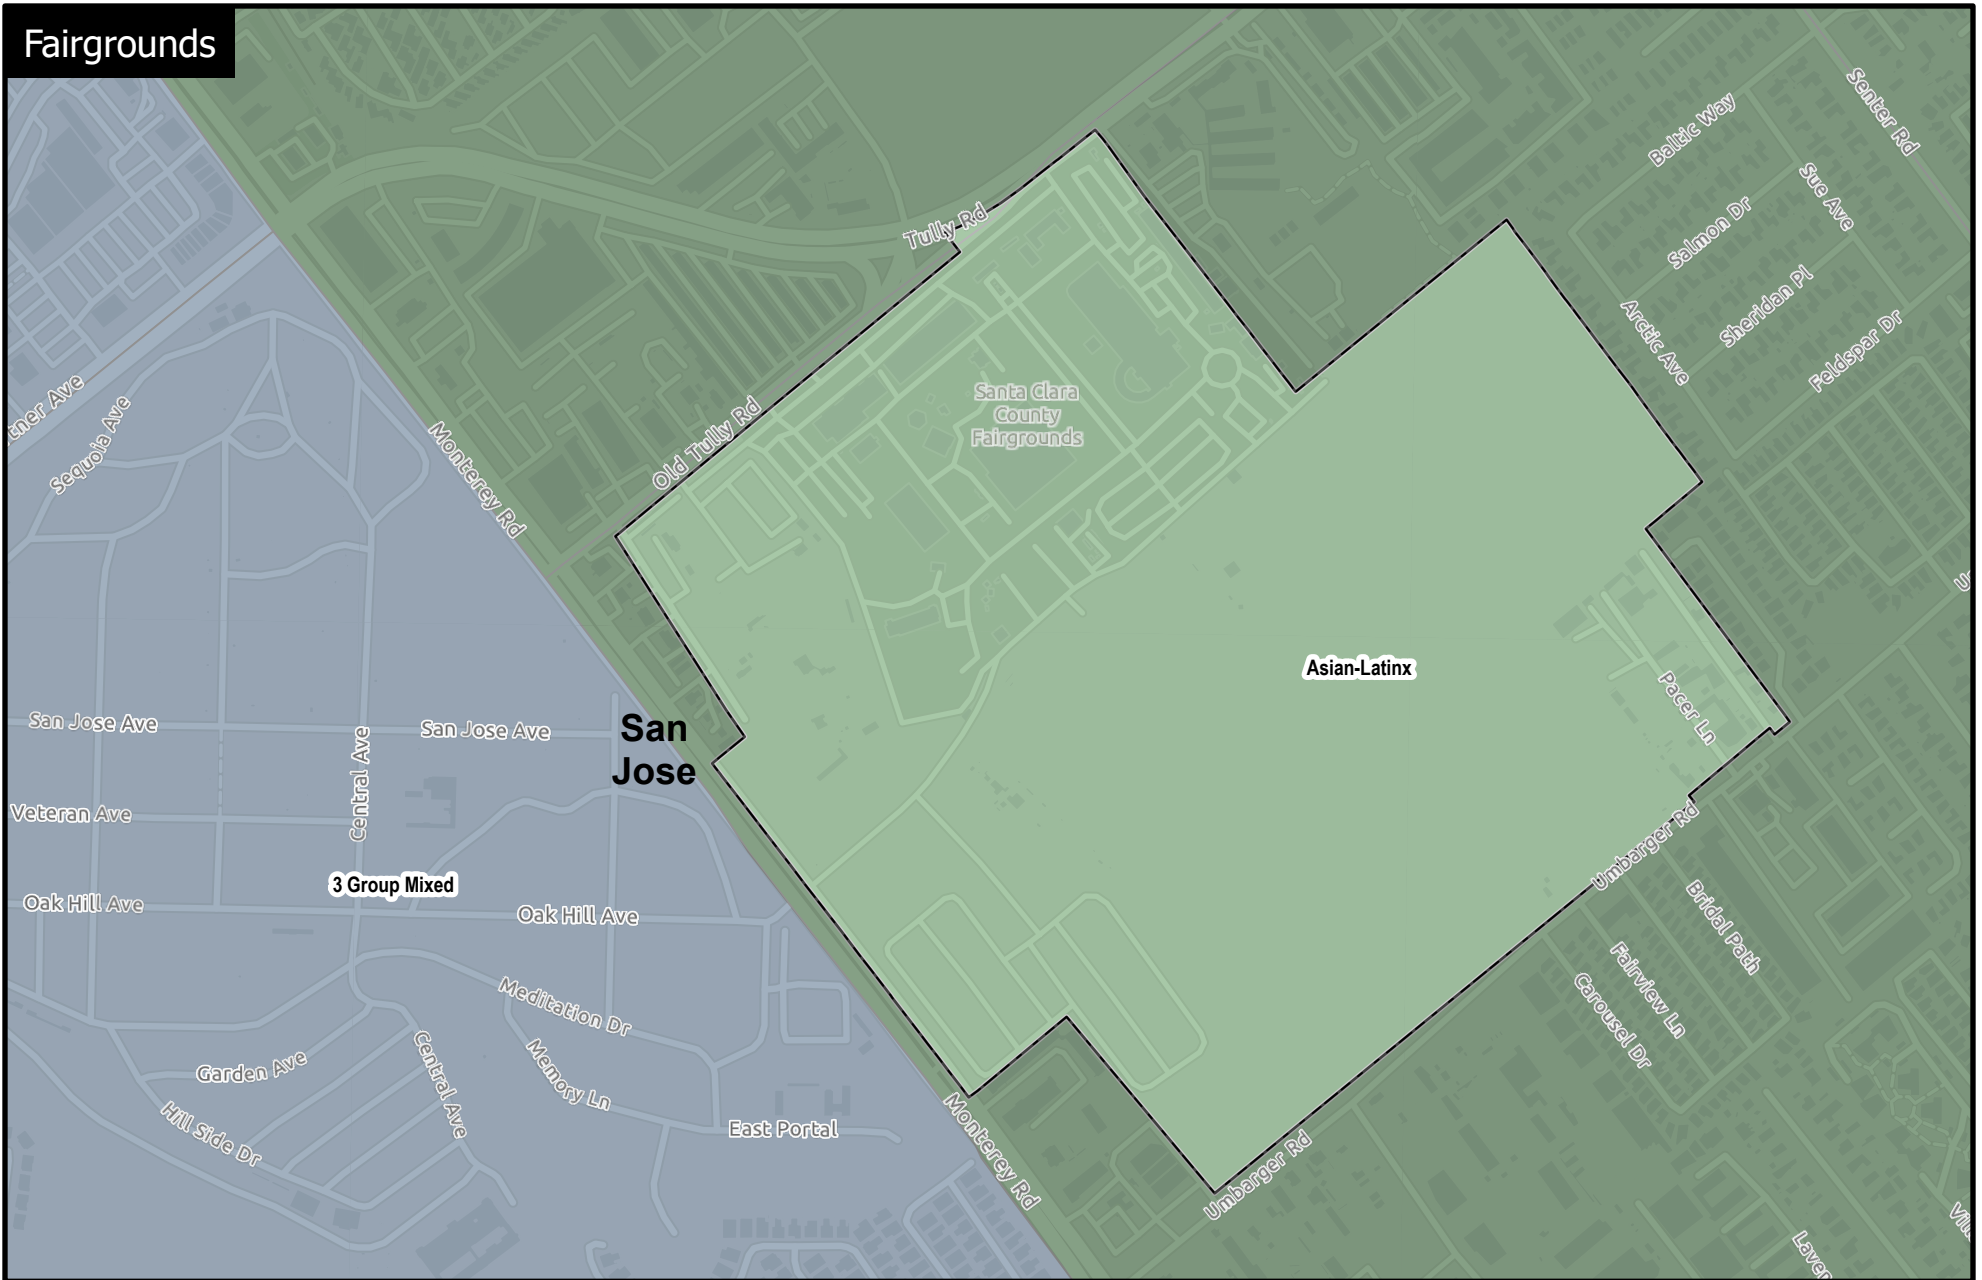 Fairgrounds
Senter Rd
Baltic Way
Sue Ave
Salmon Dr
Sheridan Pl
Arctic Ave
Feldspar Dr
Tully Rd
Old Tully Rd
Santa Clara
County
Fairgrounds
tner Ave
Sequoia Ave
Monterey Rd
Asian-Latinx
Pacer Ln
San Jose Ave
San Jose Ave
San
Jose
Central Ave
Veteran Ave
3 Group Mixed
Oak Hill Ave
Oak Hill Ave
Umbarger Rd
Bridal Path
Fairview Ln
Carousel Dr
Meditation Dr
Garden Ave
Central Ave
Memory Ln
Hill Side Dr
East Portal
Monterey Rd
Umbarger Rd
Laven